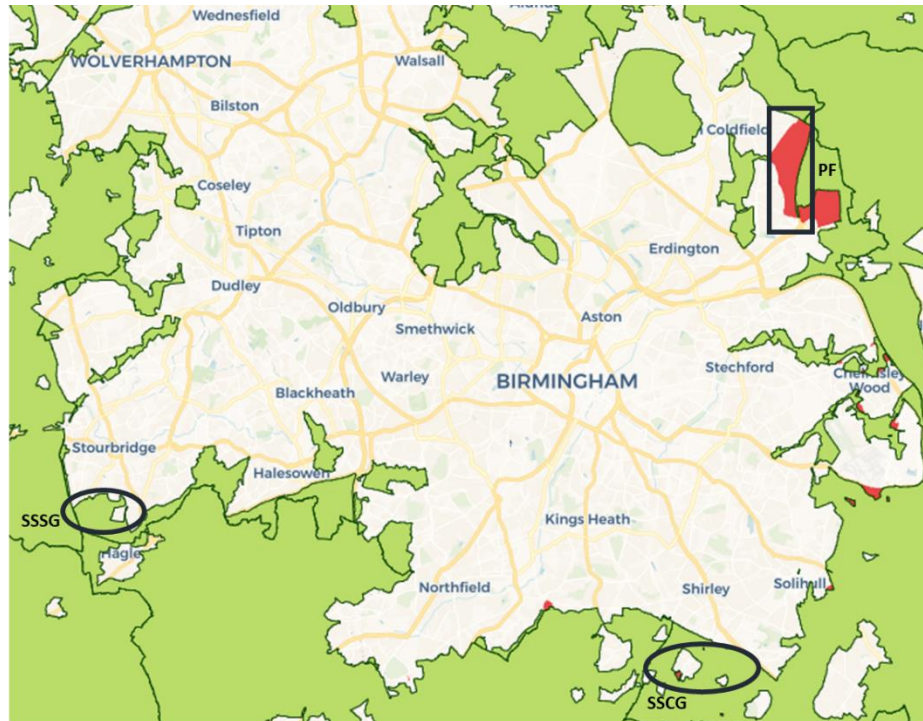 Wednesfield
WOLVERHAMPTON
Walsall
Bilston
Coldfield
PF
Coseley
Tipton
Erdington
Dudley
Oldbury
Aston
Smethwick
Stechford
Warley
BIRMINGHAM
Blackheath
Wood
Stourbridge
Halesowen
SSSG
Kings Heath
Hagle
Northfield
Shirley
Solihull
SSCG